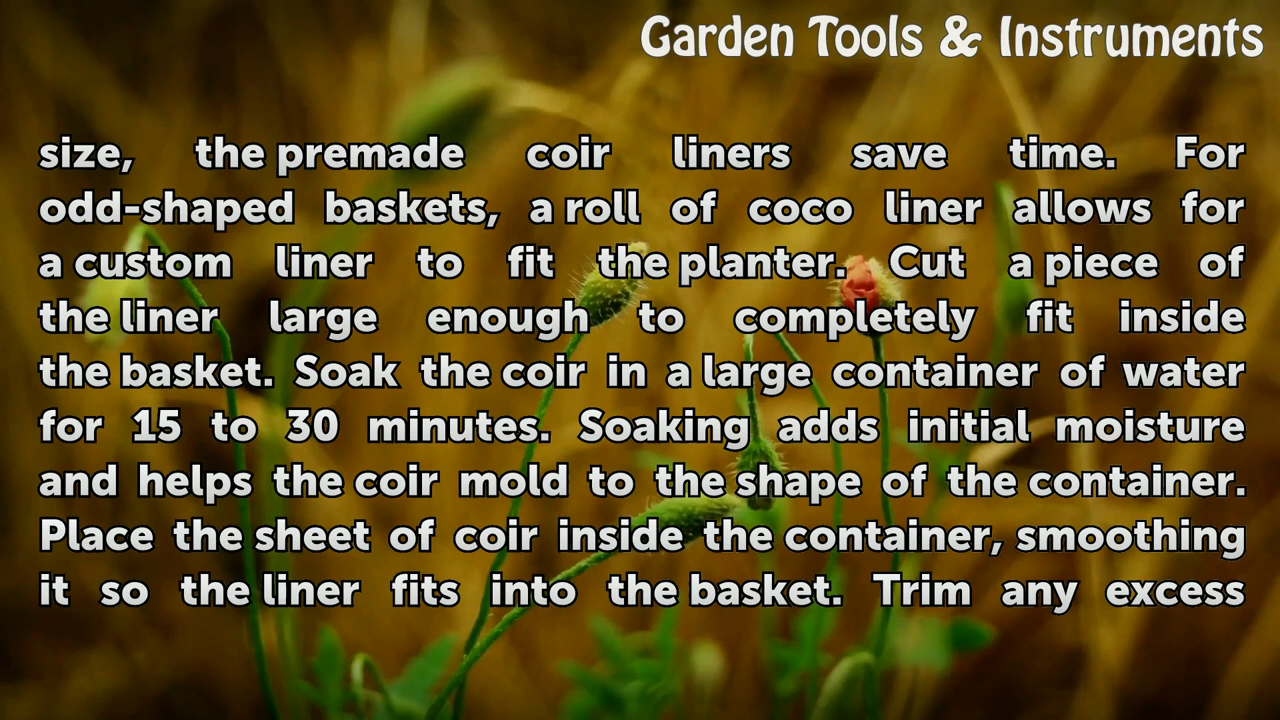 Garden Tools & Instruments
size, the premade coir liners save time. For
odd-shaped baskets, a roll of coco liner allows for
a custom liner to fit the planter. Cut a piece of
the liner large enough to completely fit inside
the basket. Soak the coir in a large container of water
for 15 to 30 minutes. Soaking adds initial moisture
and helps the coir mold to the shape of the container.
Place the sheet of coir inside the container, smoothing
it so the liner fits into the basket. Trim any excess